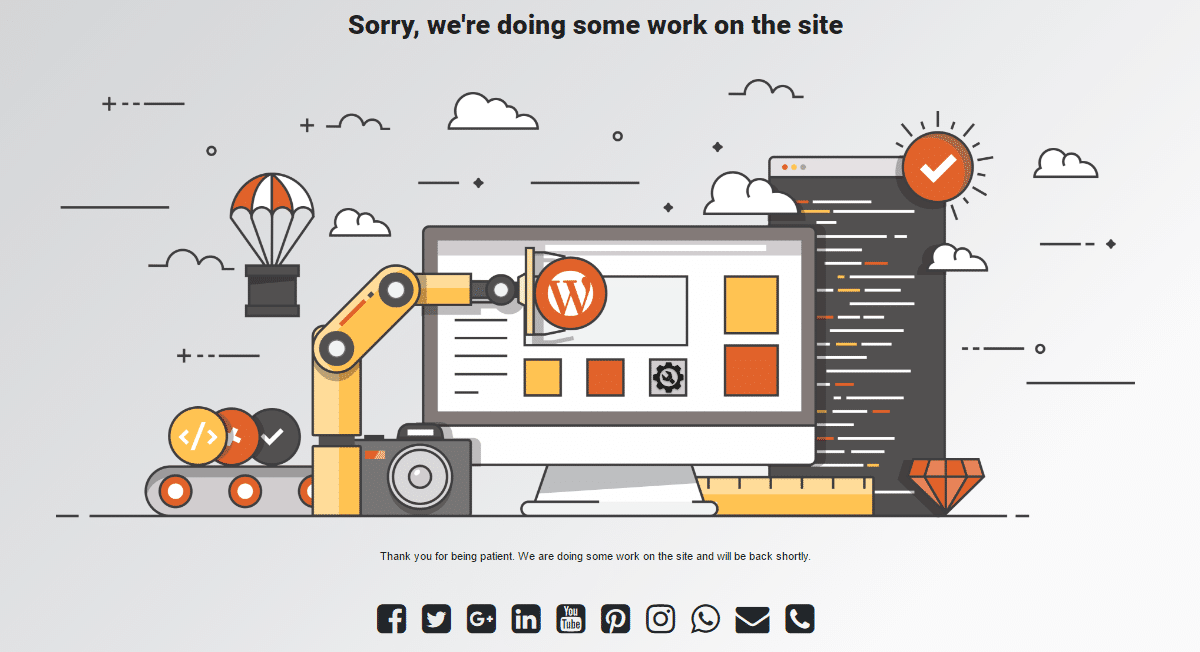 Sorry, we're doing some work on the site
W
</>
Thank you for being patient. We are doing some work on the site and will be back shortly.
f G+ in You Tube